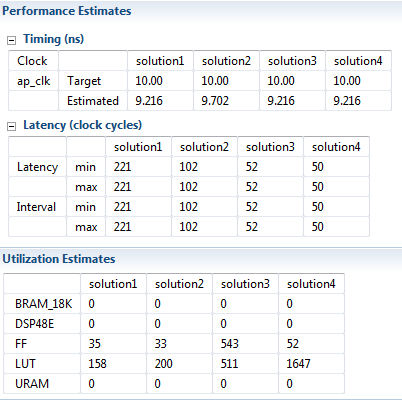 Performance Estimates
Timing (ns)
Clock solution1 solution2 solution3 solution4
ap_clk Target 10.00 10.00 10.00 10.00
Estimated 9.216 9.702 9.216 9.216
Latency (clock cycles)
solution1 solution2 solution3 solution4
Latency min 221 102 52 50
max 221 102 52 50
Interval min 221 102 52 50
max 221 102 52 50
Utilization Estimates
solution1 solution2 solution3 solution4
BRAM_18K 0 0 0 0
DSP48E 0 0 0 0
FF 35 33 543 52
LUT 158 200 511 1647
URAM 0 0 0 0